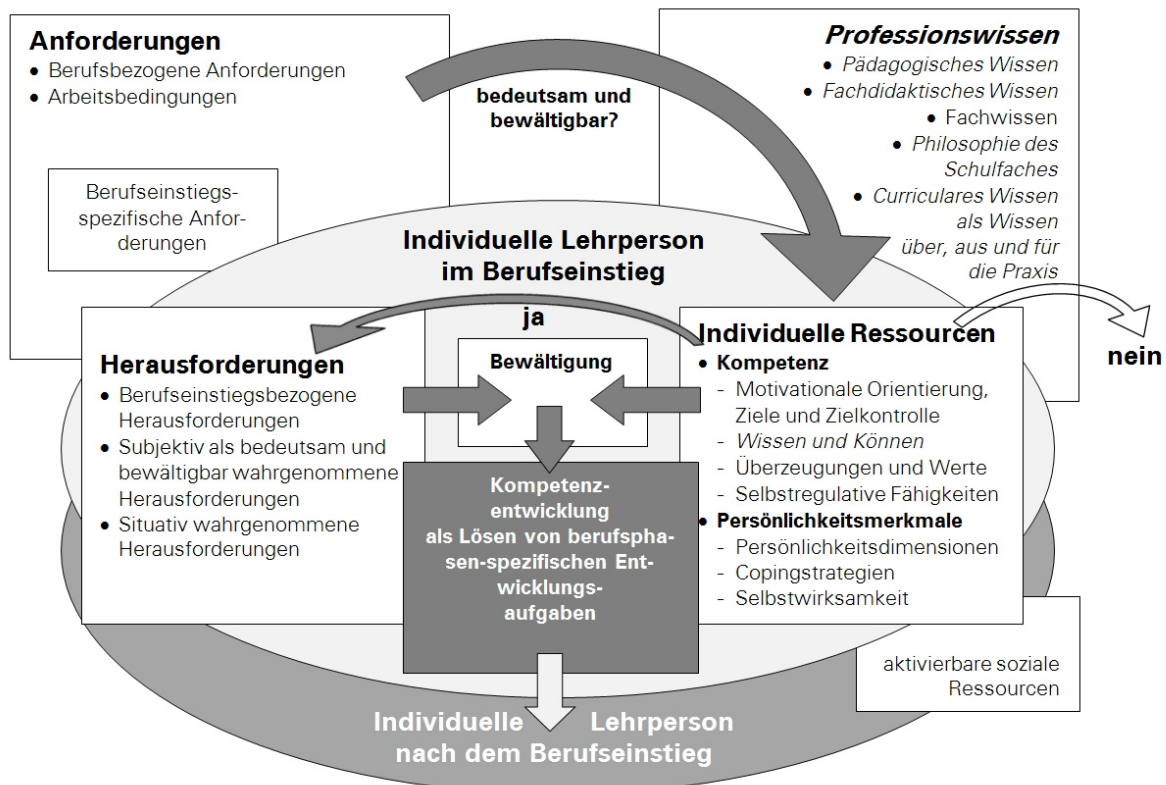 Anforderungen
• Berufsbezogene Anforderungen
• Arbeitsbedingungen
Berufseinstiegs-
spezifische Anfor-
derungen
bedeutsam und
bewältigbar?
Professionswissen
• Pädagogisches Wissen
• Fachdidaktisches Wissen
• Fachwissen
• Philosophie des
Schulfaches
• Curriculares Wissen
als Wissen
über, aus und für
die Praxis
Individuelle Lehrperson
im Berufseinstieg
ja
nein
Herausforderungen
• Berufseinstiegsbezogene
Herausforderungen
• Subjektiv als bedeutsam und
bewältigbar wahrgenommene
Herausforderungen
• Situativ wahrgenommene
Herausforderungen
Bewältigung
Individuelle Ressourcen
• Kompetenz
- Motivationale Orientierung,
Ziele und Zielkontrolle
- Wissen und Können
- Überzeugungen und Werte
- Selbstregulative Fähigkeiten
• Persönlichkeitsmerkmale
- Persönlichkeitsdimensionen
- Copingstrategien
- Selbstwirksamkeit
Kompetenz-
entwicklung
als Lösen von berufspha-
sen-spezifischen Ent-
wicklungs-
aufgaben
aktivierbare soziale
Ressourcen
Individuelle Lehrperson
nach dem Berufseinstieg